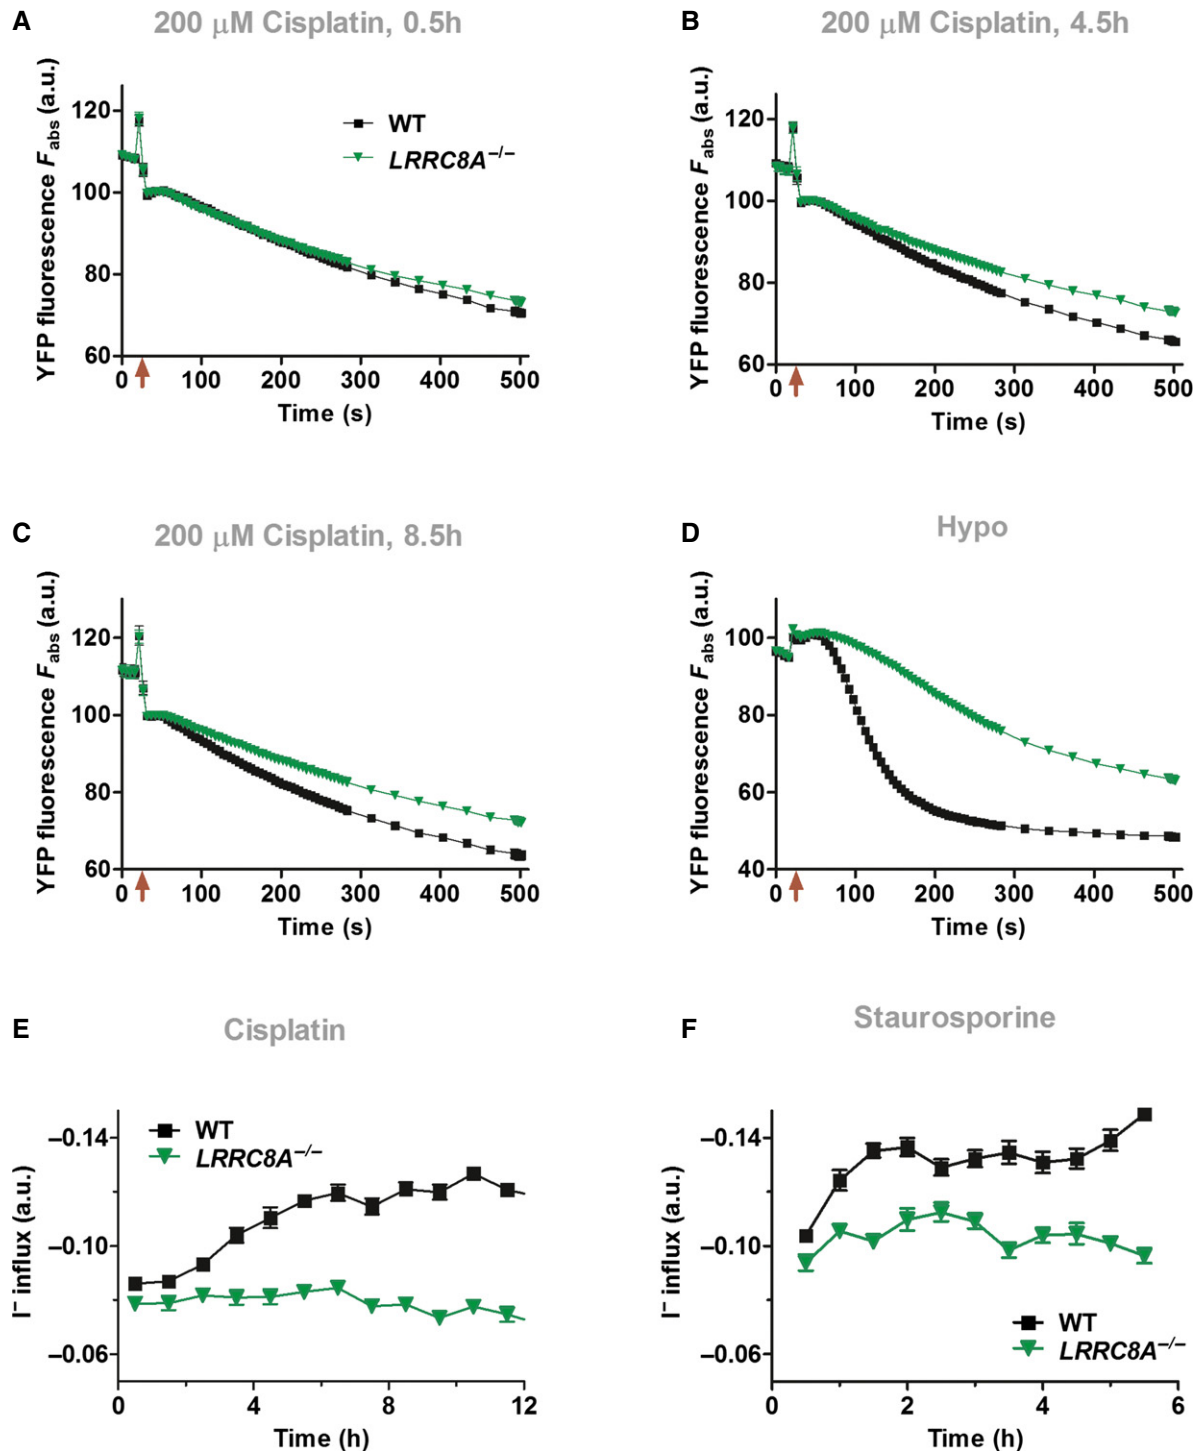 A
200 μM Cisplatin, 0.5h
YFP fluorescence Fabs (a.u.)
120
100
80
60
WT
LRRC8A–/–
0 100 200 300 400 500
Time (s)
B
200 μM Cisplatin, 4.5h
YFP fluorescence Fabs (a.u.)
120
100
80
60
0 100 200 300 400 500
Time (s)
C
200 μM Cisplatin, 8.5h
YFP fluorescence Fabs (a.u.)
120
100
80
60
0 100 200 300 400 500
Time (s)
D
Hypo
YFP fluorescence Fabs (a.u.)
100
80
60
40
0 100 200 300 400 500
Time (s)
E
Cisplatin
I– influx (a.u.)
–0.14
–0.10
–0.06
WT
LRRC8A–/–
0 4 8 12
Time (h)
F
Staurosporine
I– influx (a.u.)
–0.14
–0.10
–0.06
WT
LRRC8A–/–
0 2 4 6
Time (h)